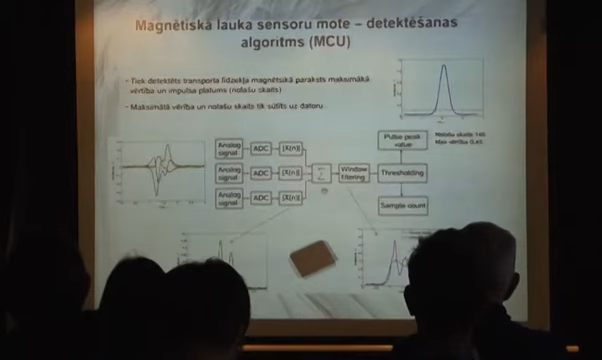 Magnētiskā lauka sensoru mote – detektēšanas
algoritms (MCU)
- Tiek detektēts transporta līdzekļa magnētiskā paraksts maksimālā
vērtība un impulsa platums (nolašu skaits)
- Maksimālā vērība un nolašu skaits tik sūtīts uz datoru
Pulse peak
value
Analog
signal
ADC
|X(n)|
Analog
signal
ADC
|X(n)|
Σ
Window
filtering
Thresholding
Analog
signal
ADC
|X(n)|
Sample count